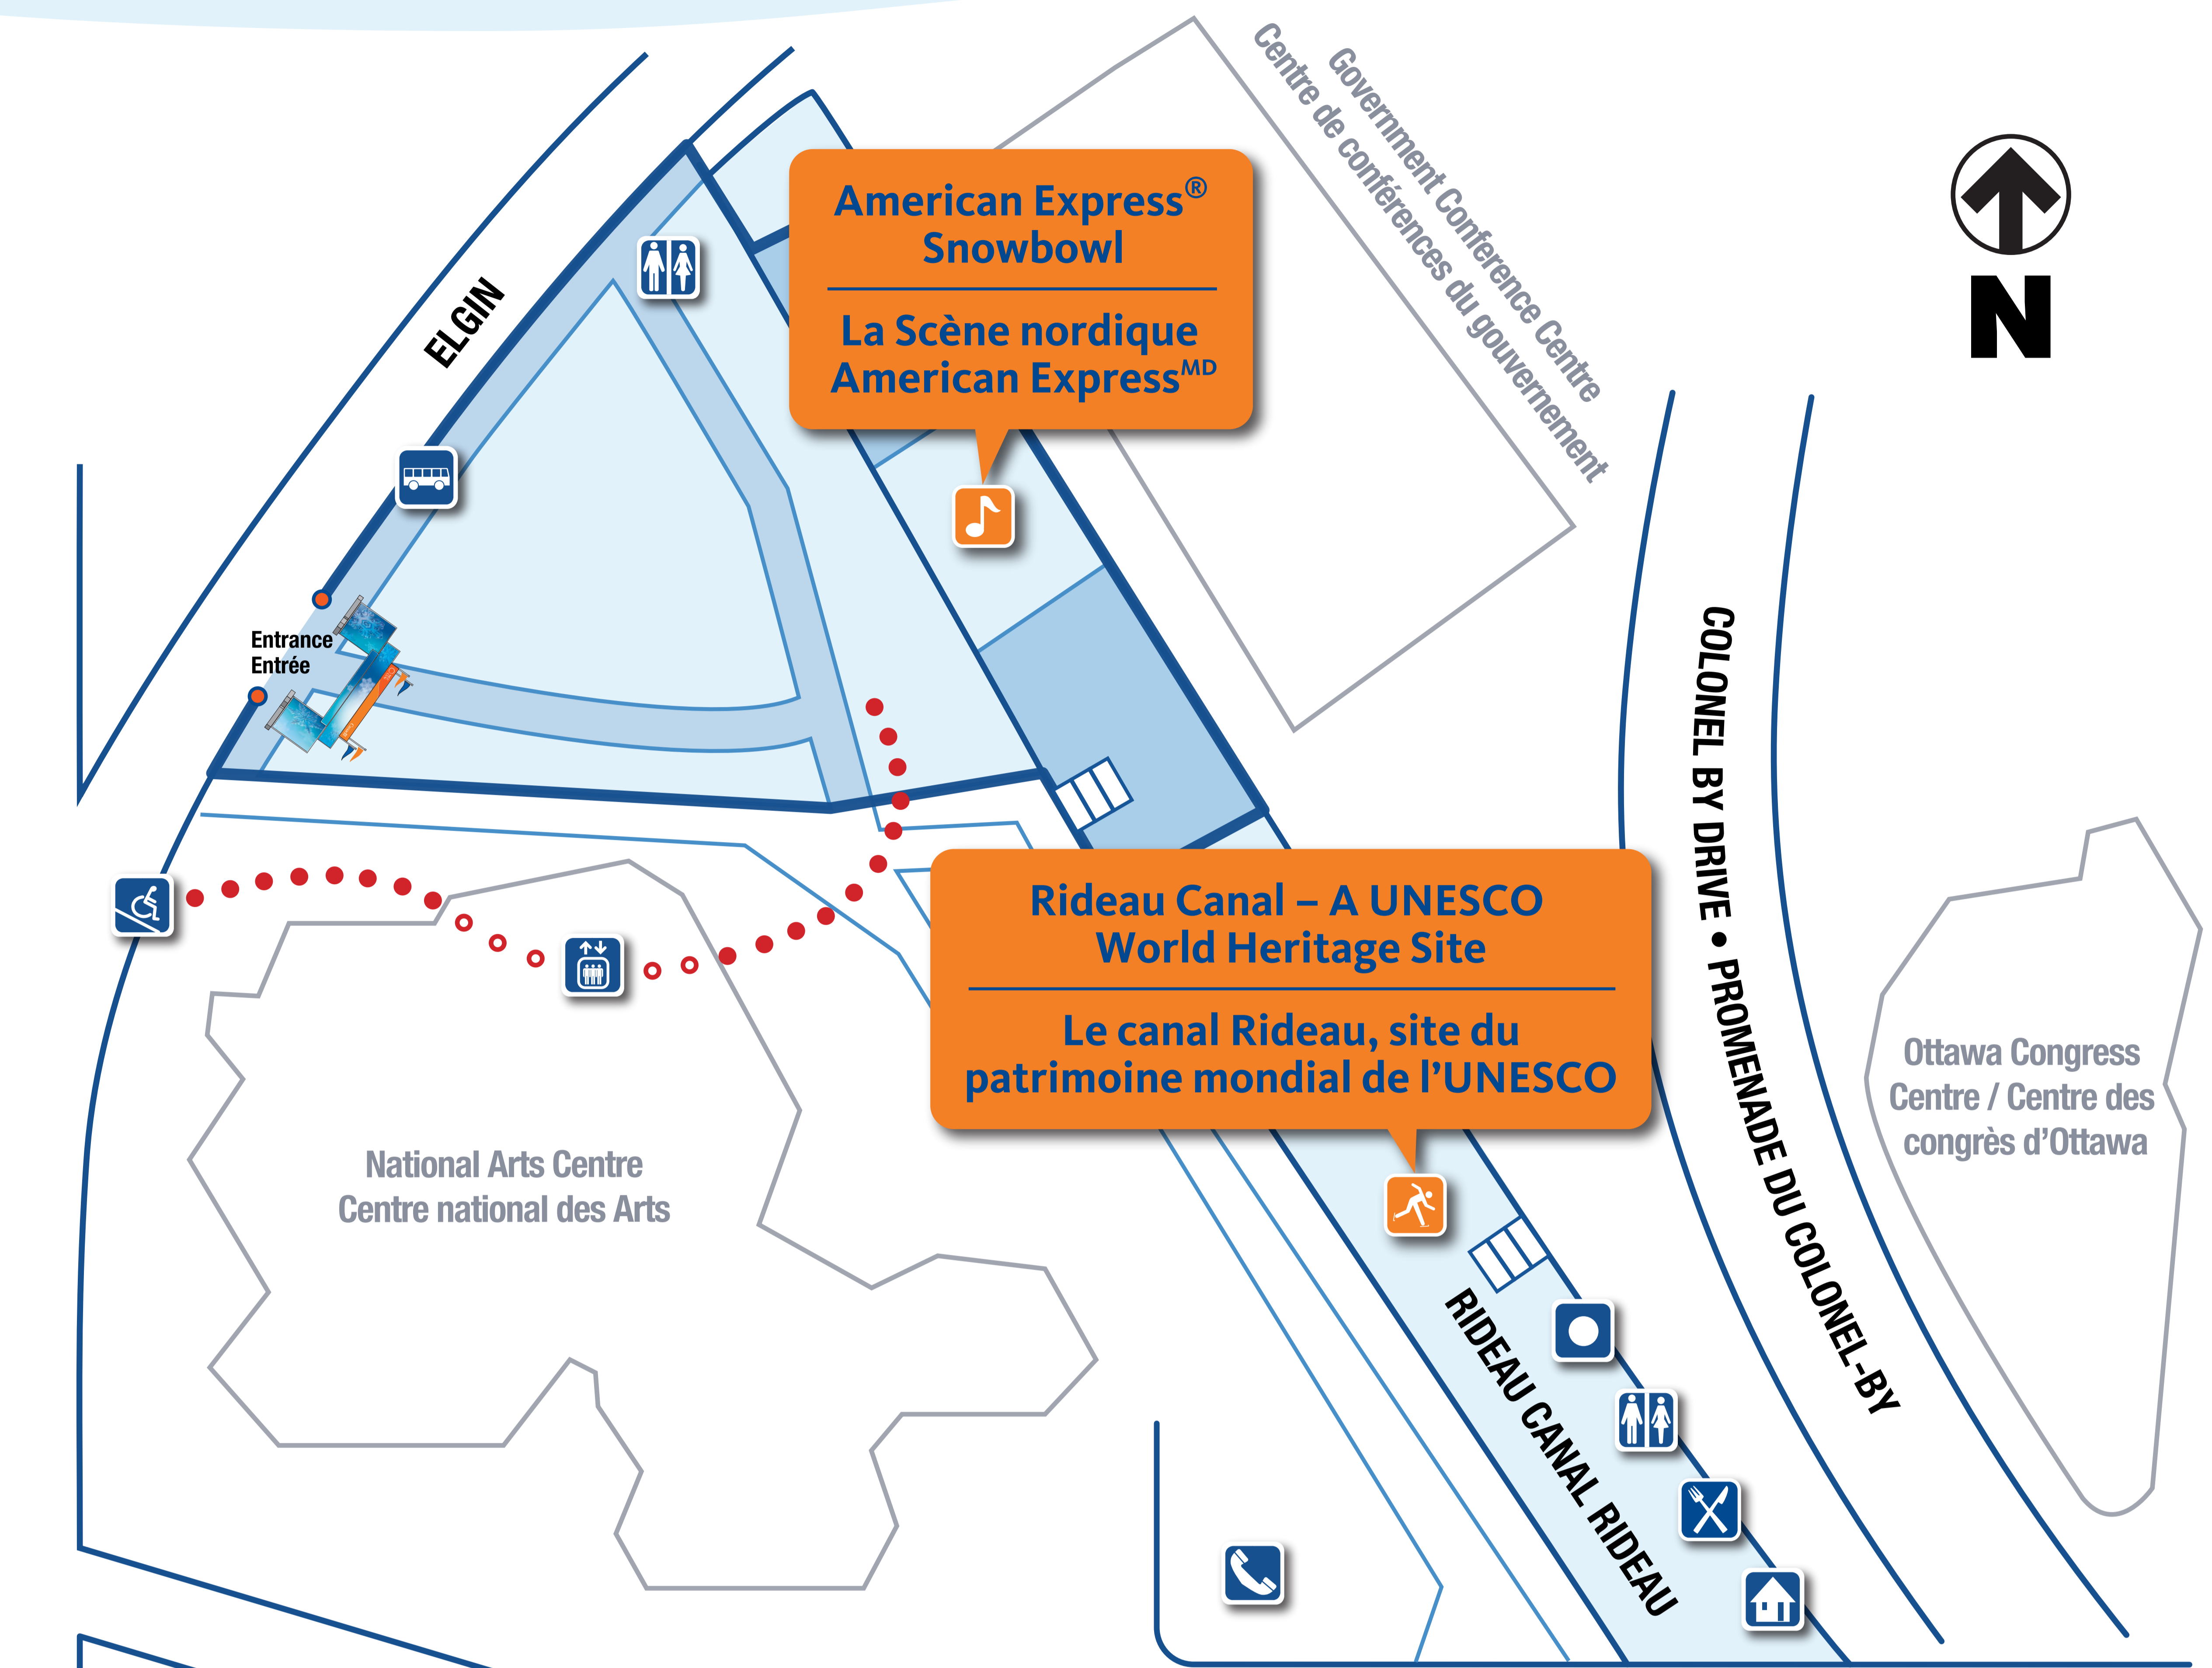 Government Conference Centre
Centre de conférences du gouvernement
American Express®
Snowbowl
La Scène nordique
American Express MD
N
ELGIN
Entrance
Entrée
COLONEL BY DRIVE • PROMENADE DU COLONEL-BY
Rideau Canal – A UNESCO
World Heritage Site
Le canal Rideau, site du
patrimoine mondial de l'UNESCO
Ottawa Congress
Centre / Centre des
congrès d'Ottawa
National Arts Centre
Centre national des Arts
RIDEAU CANAL RIDEAU